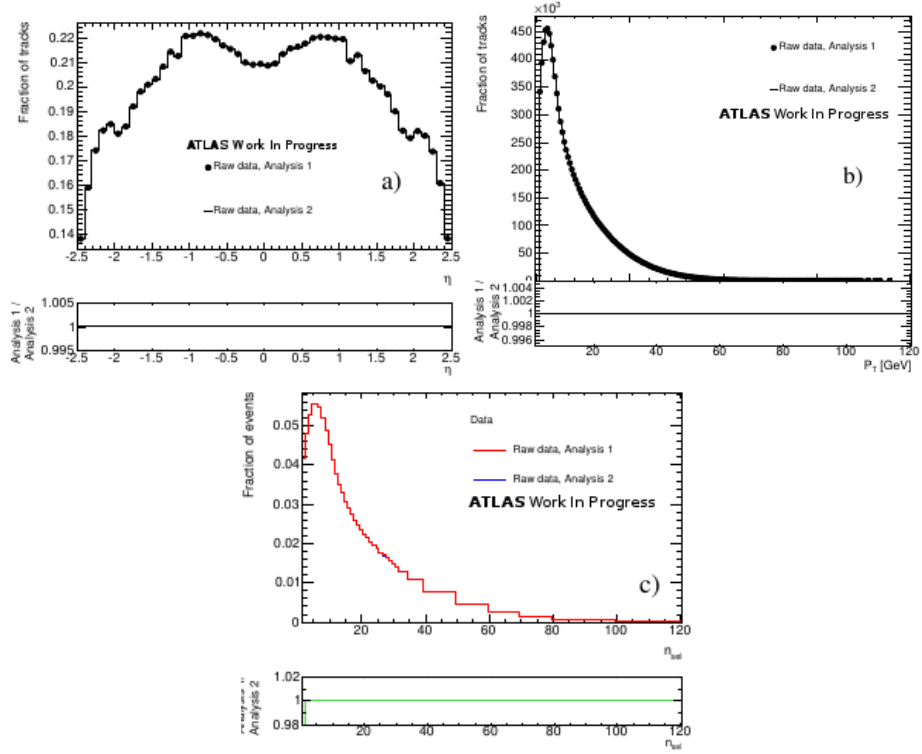 Fraction of tracks
0.22
0.21
0.2
0.19
0.18
0.17
0.16
0.15
0.14
ATLAS Work In Progress
Raw data, Analysis 1
Raw data, Analysis 2
a)
-2.5 -2 -1.5 -1 -0.5 0 0.5 1 1.5 2 2.5
η
Analysis 1 /
Analysis 2
1.005
1
0.995
-2.5 -2 -1.5 -1 -0.5 0 0.5 1 1.5 2 2.5
η
Fraction of tracks
×10³
450
400
350
300
250
200
150
100
50
0
Raw data, Analysis 1
Raw data, Analysis 2
ATLAS Work In Progress
b)
Analysis 1 /
Analysis 2
1.004
1.002
1
0.998
0.996
20 40 60 80 100 120
P_T [GeV]
Fraction of events
0.05
0.04
0.03
0.02
0.01
0
Data
Raw data, Analysis 1
Raw data, Analysis 2
ATLAS Work In Progress
c)
20 40 60 80 100 120
n_sel
Analysis 2
1.02
1
0.98
20 40 60 80 100 120
n_sel